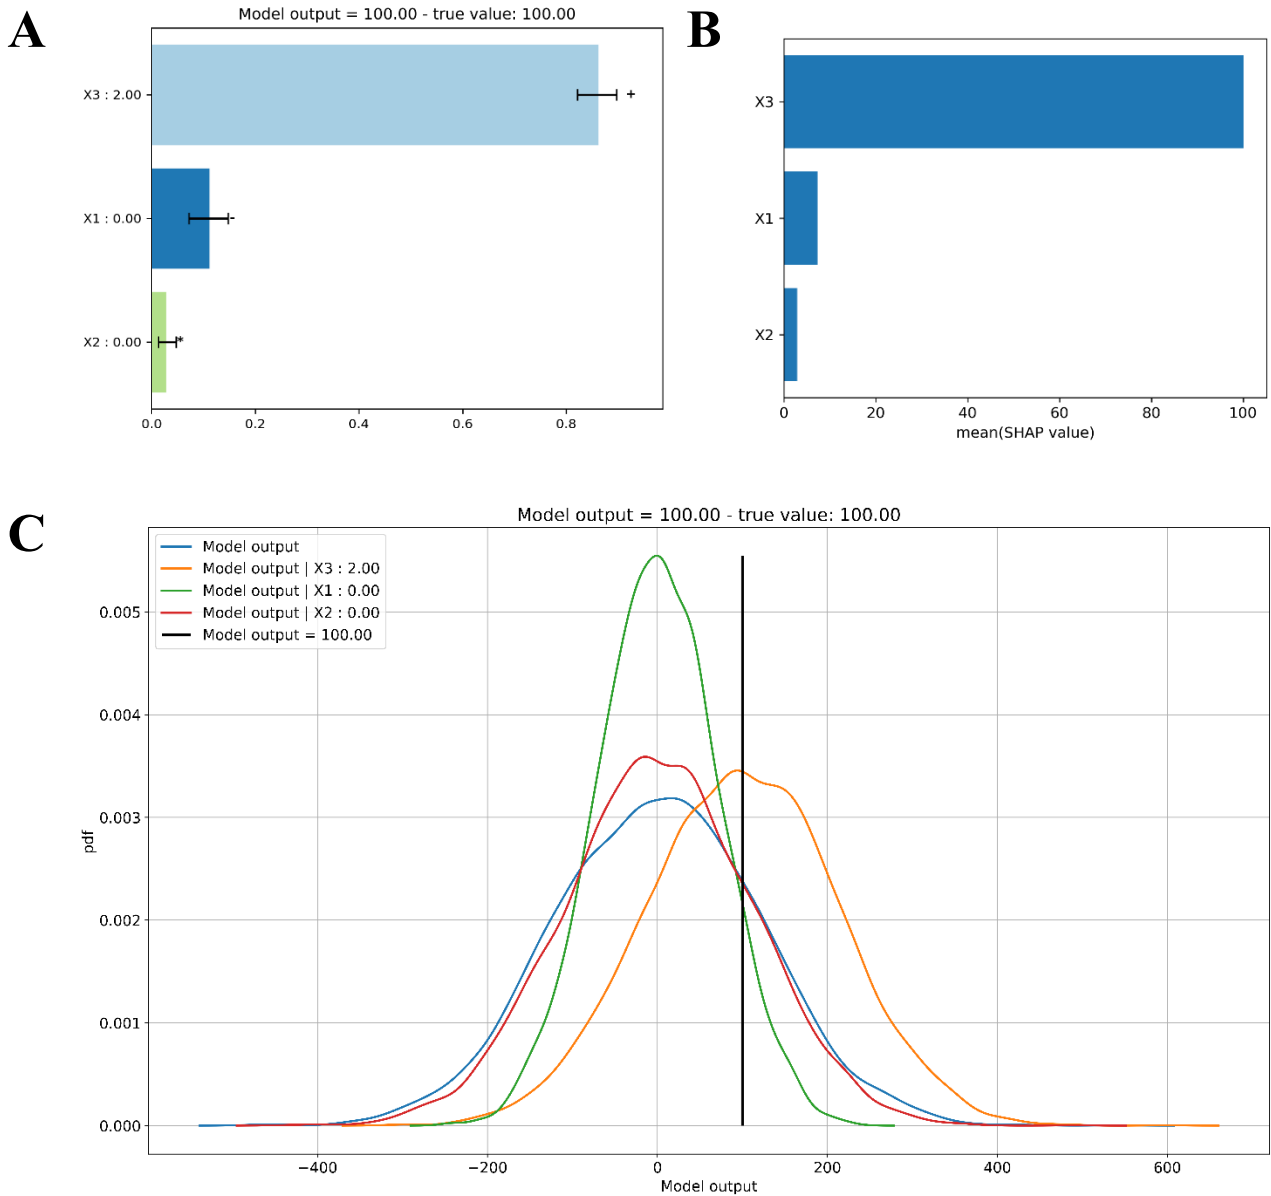 A
Model output = 100.00 - true value: 100.00
X3 : 2.00
+
X1 : 0.00
-
X2 : 0.00
*
0.0 0.2 0.4 0.6 0.8
B
X3
X1
X2
0 20 40 60 80 100
mean(SHAP value)
C
Model output = 100.00 - true value: 100.00
Model output
Model output | X3 : 2.00
Model output | X1 : 0.00
Model output | X2 : 0.00
Model output = 100.00
0.005
0.004
0.003
0.002
0.001
0.000
pdf
−400 −200 0 200 400 600
Model output